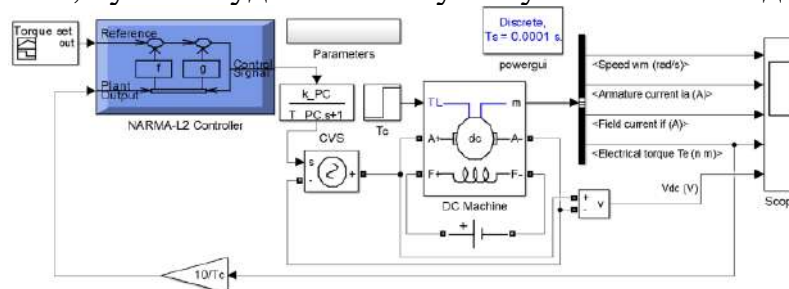 Torque set
out
Reference
f
g
Control
Signal
Plant
Output
NARMA-L2 Controller
Parameters
Discrete,
Ts = 0.0001 s.
powergui
k_PC
T_PC.s+1
CVS
s
-
+
Tc
TL
m
A+
dc
A-
F+
F-
DC Machine
+
<Speed wm (rad/s)>
<Armature current ia (A)>
<Field current if (A)>
<Electrical torque Te (n m)>
Vdc (V)
+
-
v
Scop
10/Tc